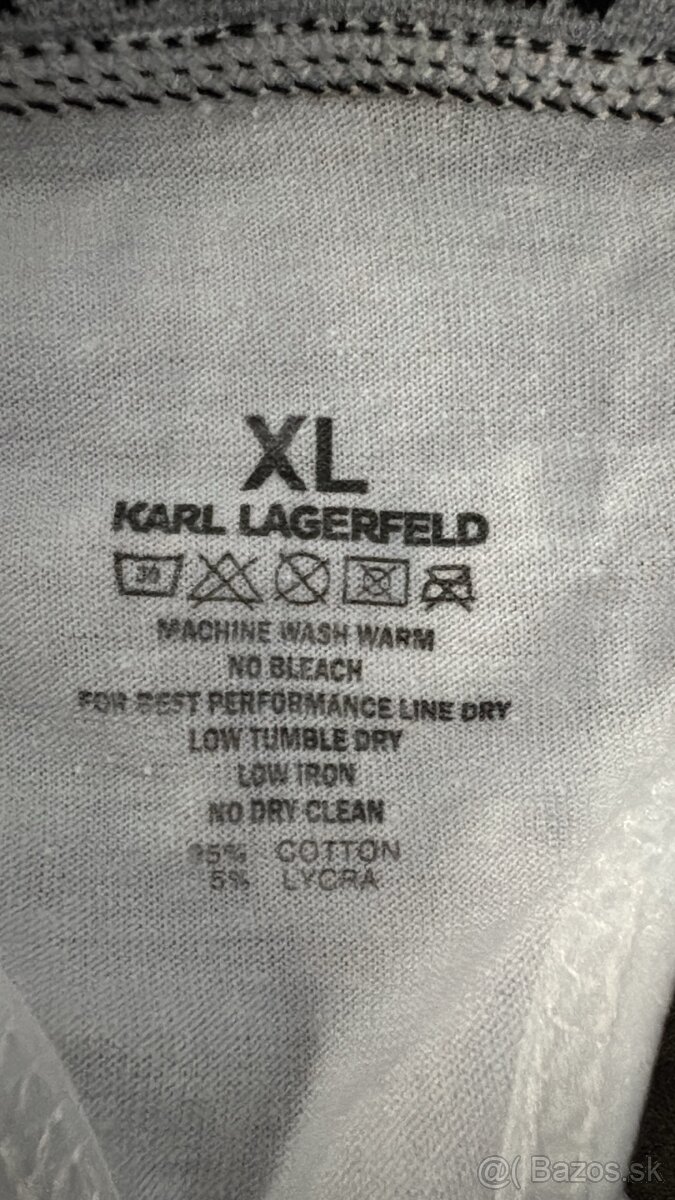 XL
KARL LAGERFELD
30
MACHINE WASH WARM
NO BLEACH
FOR BEST PERFORMANCE LINE DRY
LOW TUMBLE DRY
LOW IRON
NO DRY CLEAN
95% COTTON
5% LYCRA
@( Bazos.sk